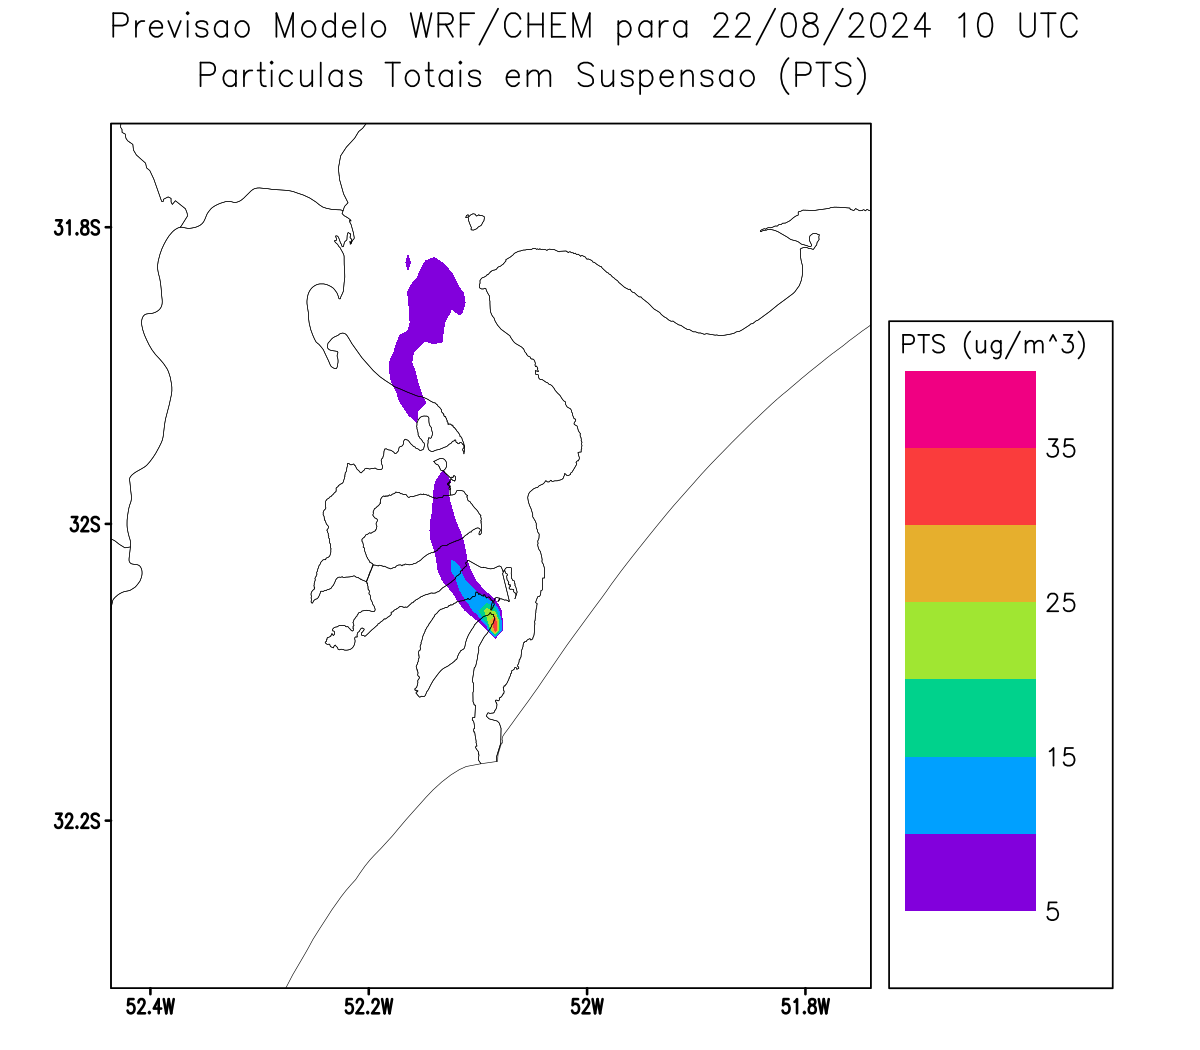 Previsao Modelo WRF/CHEM para 22/08/2024 10 UTC
Particulas Totais em Suspensao (PTS)
31.8S
32S
32.2S
52.4W
52.2W
52W
51.8W
PTS (ug/m^3)
35
25
15
5